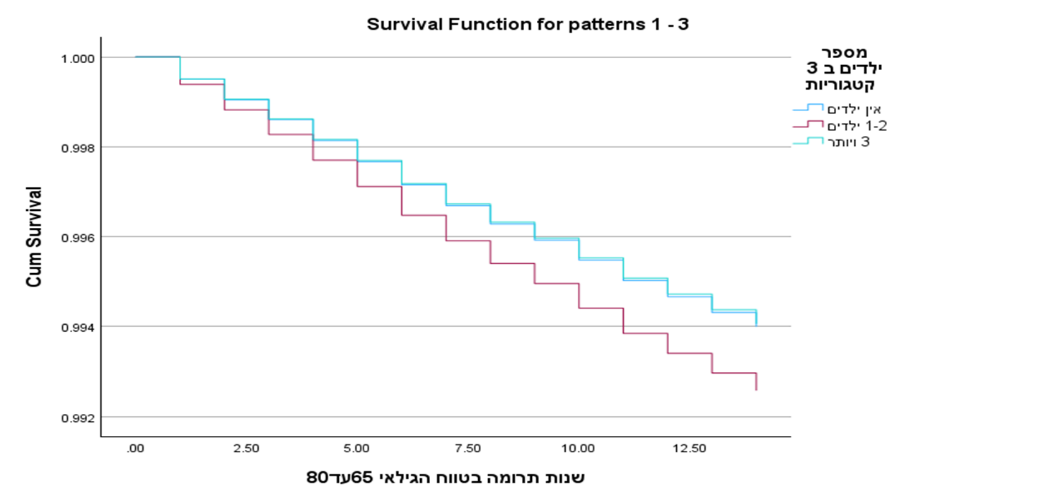 Survival Function for patterns 1 - 3
Cum Survival
1.000
0.998
0.996
0.994
0.992
.00 2.50 5.00 7.50 10.00 12.50
שנות תרומה בטווח הגילאי 65עד80
מספר
ילדים ב 3
קטגוריות
אין ילדים
1-2 ילדים
3 ויותר